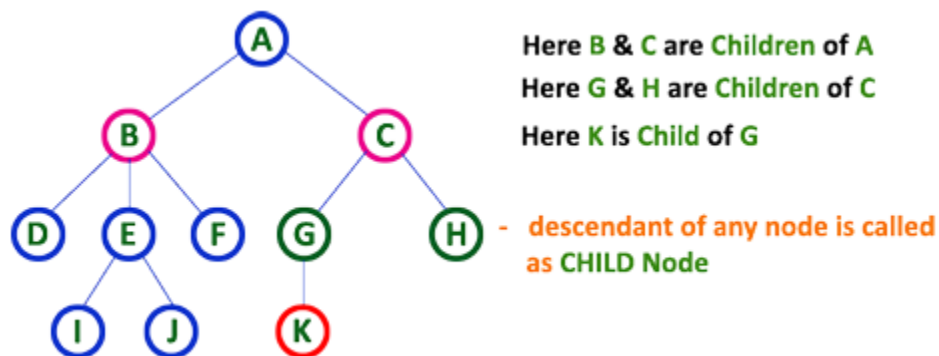 A
Here B & C are Children of A
Here G & H are Children of C
B
C
Here K is Child of G
D
E
F
G
H
- descendant of any node is called
as CHILD Node
I
J
K